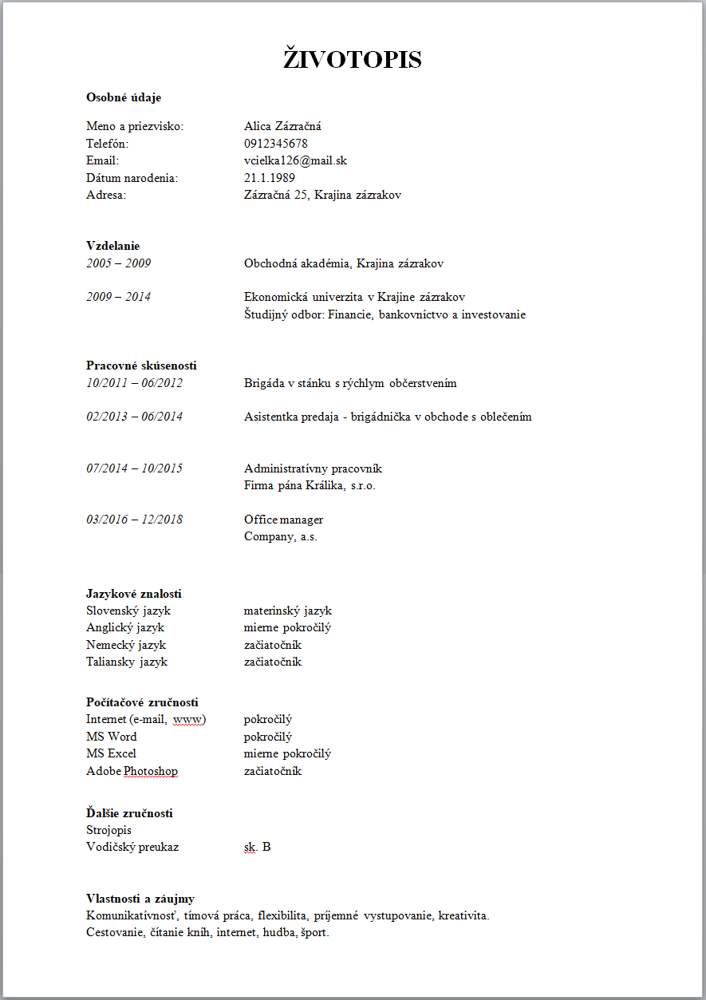 ŽIVOTOPIS
Osobné údaje
Meno a priezvisko: Alica Zázračná
Telefón: 0912345678
Email: vcielka126@mail.sk
Dátum narodenia: 21.1.1989
Adresa: Zázračná 25, Krajina zázrakov
Vzdelanie
2005 – 2009 Obchodná akadémia, Krajina zázrakov
2009 – 2014 Ekonomická univerzita v Krajine zázrakov
Študijný odbor: Financie, bankovníctvo a investovanie
Pracovné skúsenosti
10/2011 – 06/2012 Brigáda v stánku s rýchlym občerstvením
02/2013 – 06/2014 Asistentka predaja - brigádnička v obchode s oblečením
07/2014 – 10/2015 Administratívny pracovník
Firma pána Králika, s.r.o.
03/2016 – 12/2018 Office manager
Company, a.s.
Jazykové znalosti
Slovenský jazyk materinský jazyk
Anglický jazyk mierne pokročilý
Nemecký jazyk začiatočník
Taliansky jazyk začiatočník
Počítačové zručnosti
Internet (e-mail, www) pokročilý
MS Word pokročilý
MS Excel mierne pokročilý
Adobe Photoshop začiatočník
Ďalšie zručnosti
Strojopis
Vodičský preukaz sk. B
Vlastnosti a záujmy
Komunikatívnosť, tímová práca, flexibilita, príjemné vystupovanie, kreativita.
Cestovanie, čítanie kníh, internet, hudba, šport.